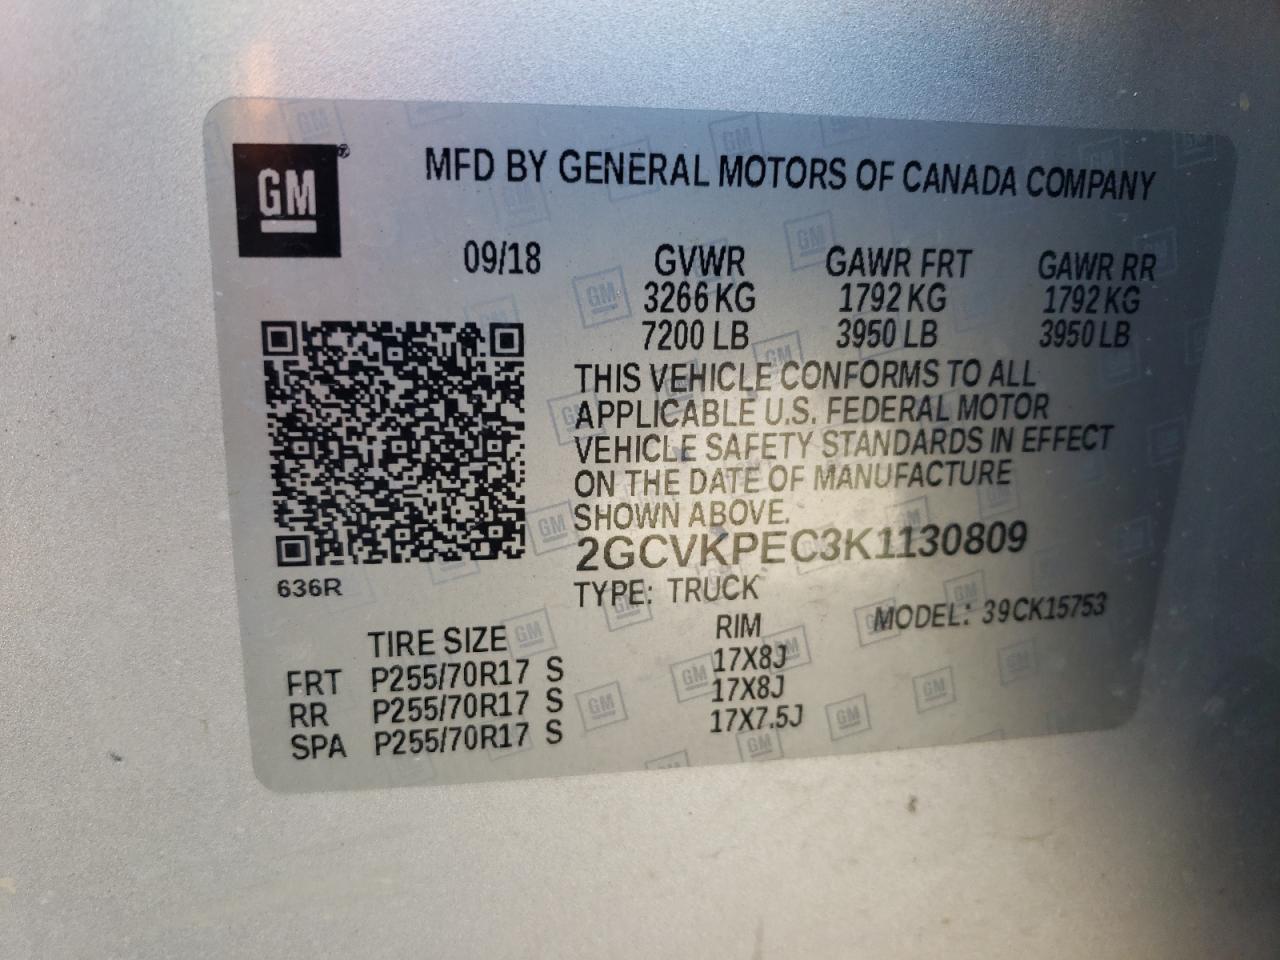 GM®
MFD BY GENERAL MOTORS OF CANADA COMPANY
09/18 GVWR GAWR FRT GAWR RR
3266 KG 1792 KG 1792 KG
7200 LB 3950 LB 3950 LB
THIS VEHICLE CONFORMS TO ALL
APPLICABLE U.S. FEDERAL MOTOR
VEHICLE SAFETY STANDARDS IN EFFECT
ON THE DATE OF MANUFACTURE
SHOWN ABOVE.
2GCVKPEC3K1130809
636R
TYPE: TRUCK
MODEL: 39CK15753
TIRE SIZE RIM
FRT P255/70R17 S 17X8J
RR P255/70R17 S 17X8J
SPA P255/70R17 S 17X7.5J